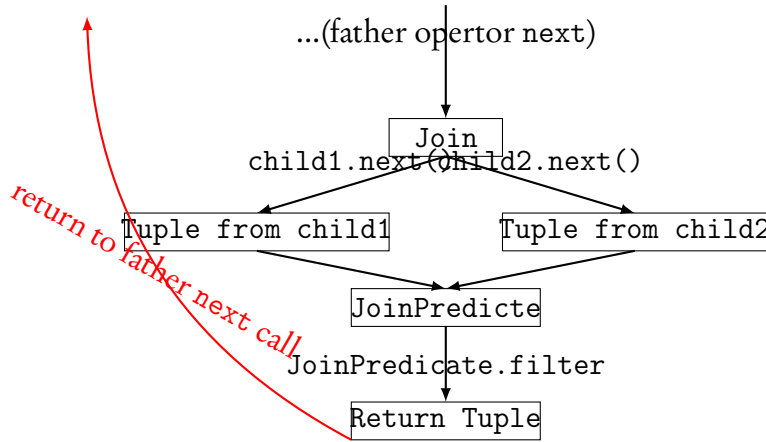 ...(father opertor next)
Join
child1.next()
child2.next()
Tuple from child1
Tuple from child2
return to father next call
JoinPredicte
JoinPredicate.filter
Return Tuple